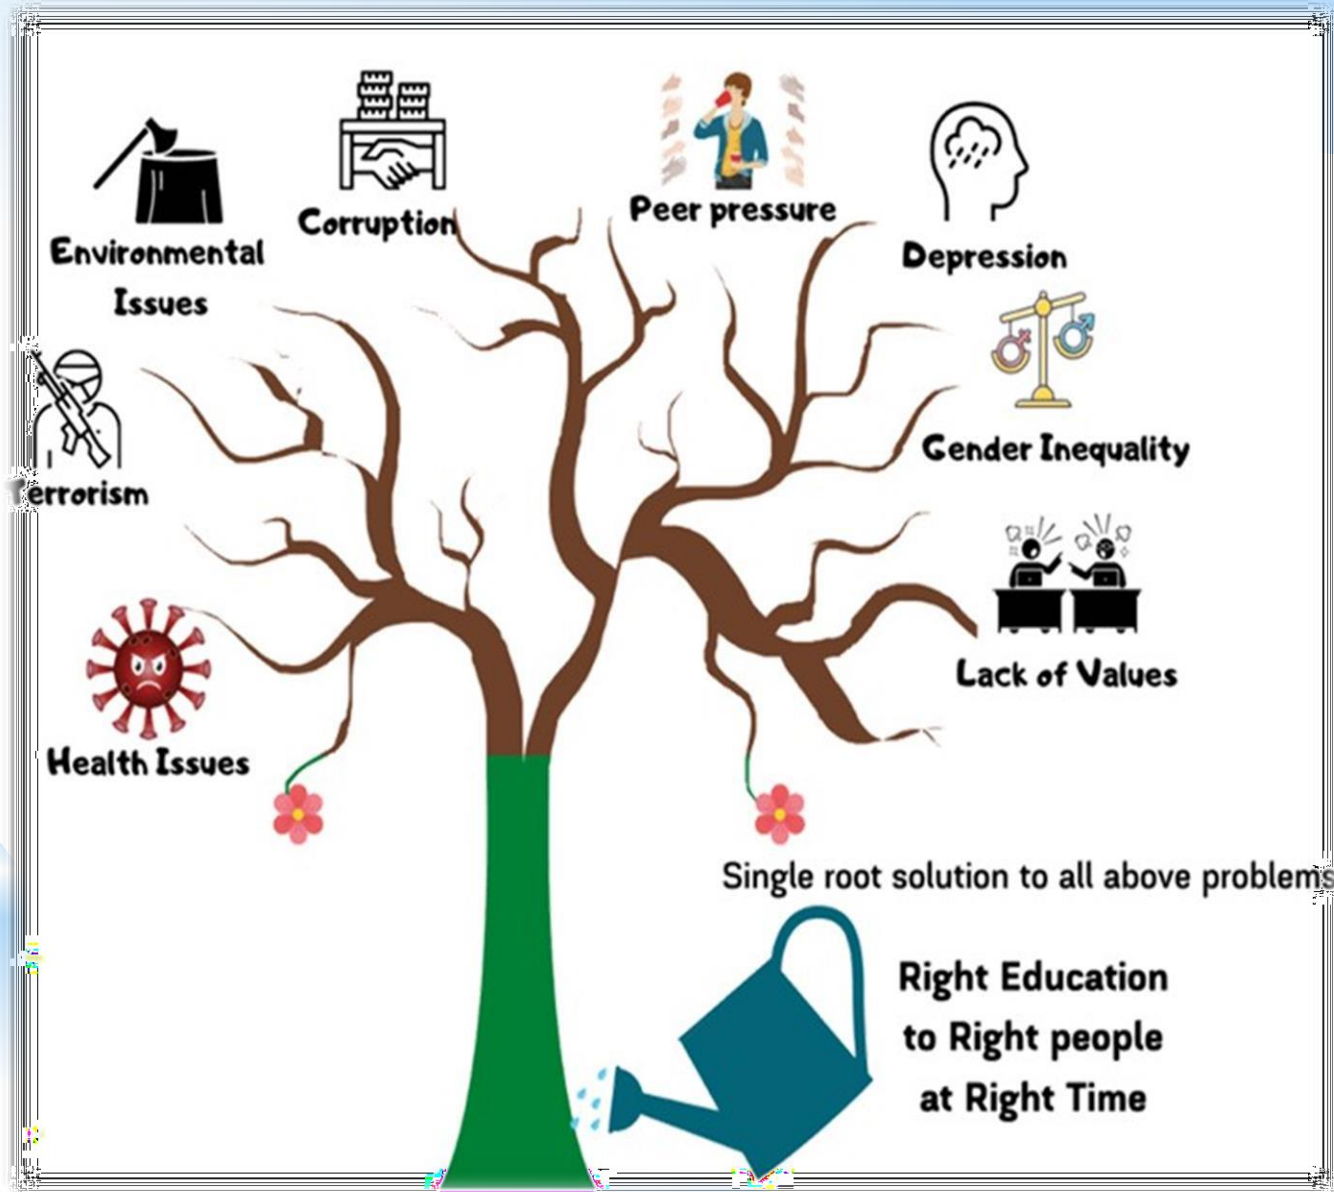 Corruption
Peer pressure
Environmental
Issues
Depression
Gender Inequality
Terrorism
Lack of Values
Health Issues
Single root solution to all above problems
Right Education
to Right people
at Right Time